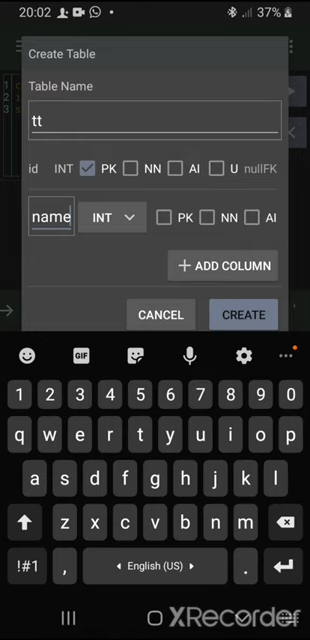 20:02 37%
Create Table
Table Name
tt
id INT PK NN AI U nullFK
name INT PK NN AI
+ ADD COLUMN
CANCEL CREATE
GIF
1 2 3 4 5 6 7 8 9 0
q w e r t y u i o p
a s d f g h j k l
z x c v b n m
!#1 , English (US) .
XRecorder